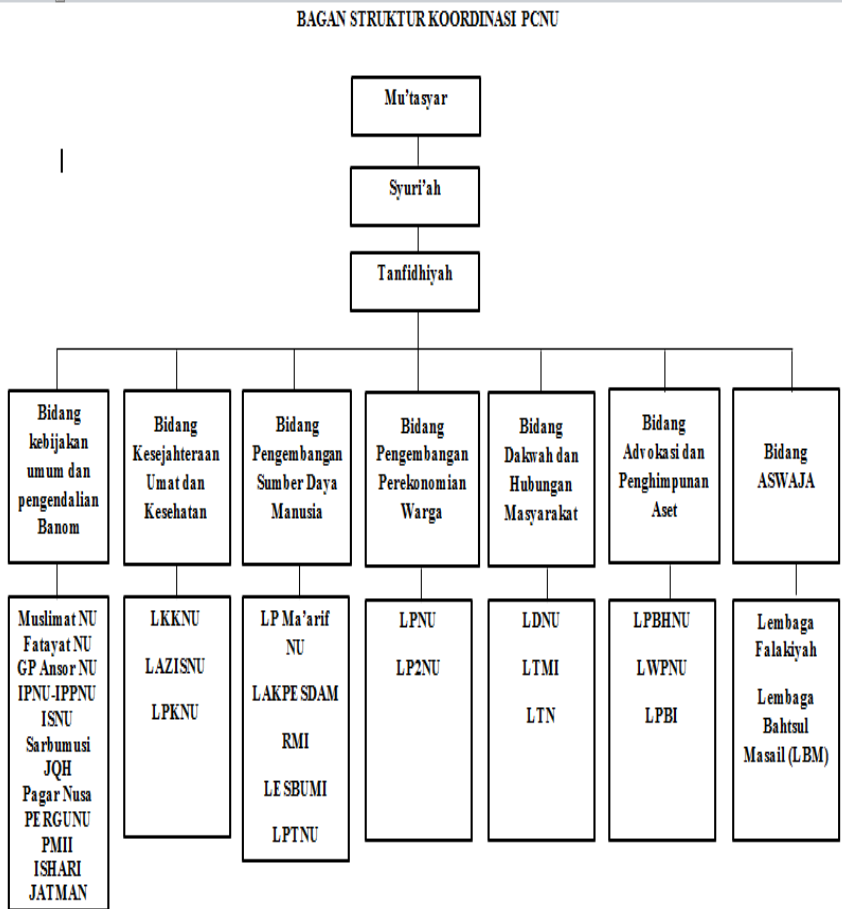 BAGAN STRUKTUR KOORDINASI PCNU
Mu'tasyar
Syuri'ah
Tanfidhiyah
Bidang
kebijakan
umum dan
pengendalian
Banom
Bidang
Kesejahteraan
Umat dan
Kesehatan
Bidang
Pengembangan
Sumber Daya
Manusia
Bidang
Pengembangan
Perekonomian
Warga
Bidang
Dakwah dan
Hubungan
Masyarakat
Bidang
Advokasi dan
Penghimpunan
Aset
Bidang
ASWAJA
Muslimat NU
Fatayat NU
GP Ansor NU
IPNU-IPPNU
ISNU
Sarbumusi
JQH
Pagar Nusa
PERGUNU
PMII
ISHARI
JATMAN
LKKNU
LAZISNU
LPKNU
LP Ma'arif
NU
LAKPESDAM
RMI
LESBUMI
LPTNU
LPNU
LP2NU
LDNU
LTMI
LTN
LPBHNU
LWPNU
LPBI
Lembaga
Falakiyah
Lembaga
Bahtsul
Masail (LBM)